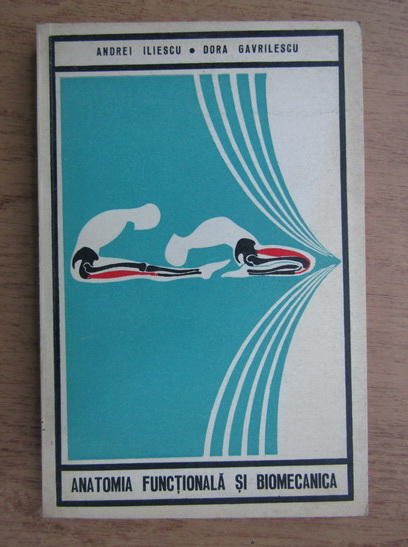 ANDREI ILIESCU • DORA GAVRILESCU
ANATOMIA FUNCȚIONALĂ ȘI BIOMECANICA